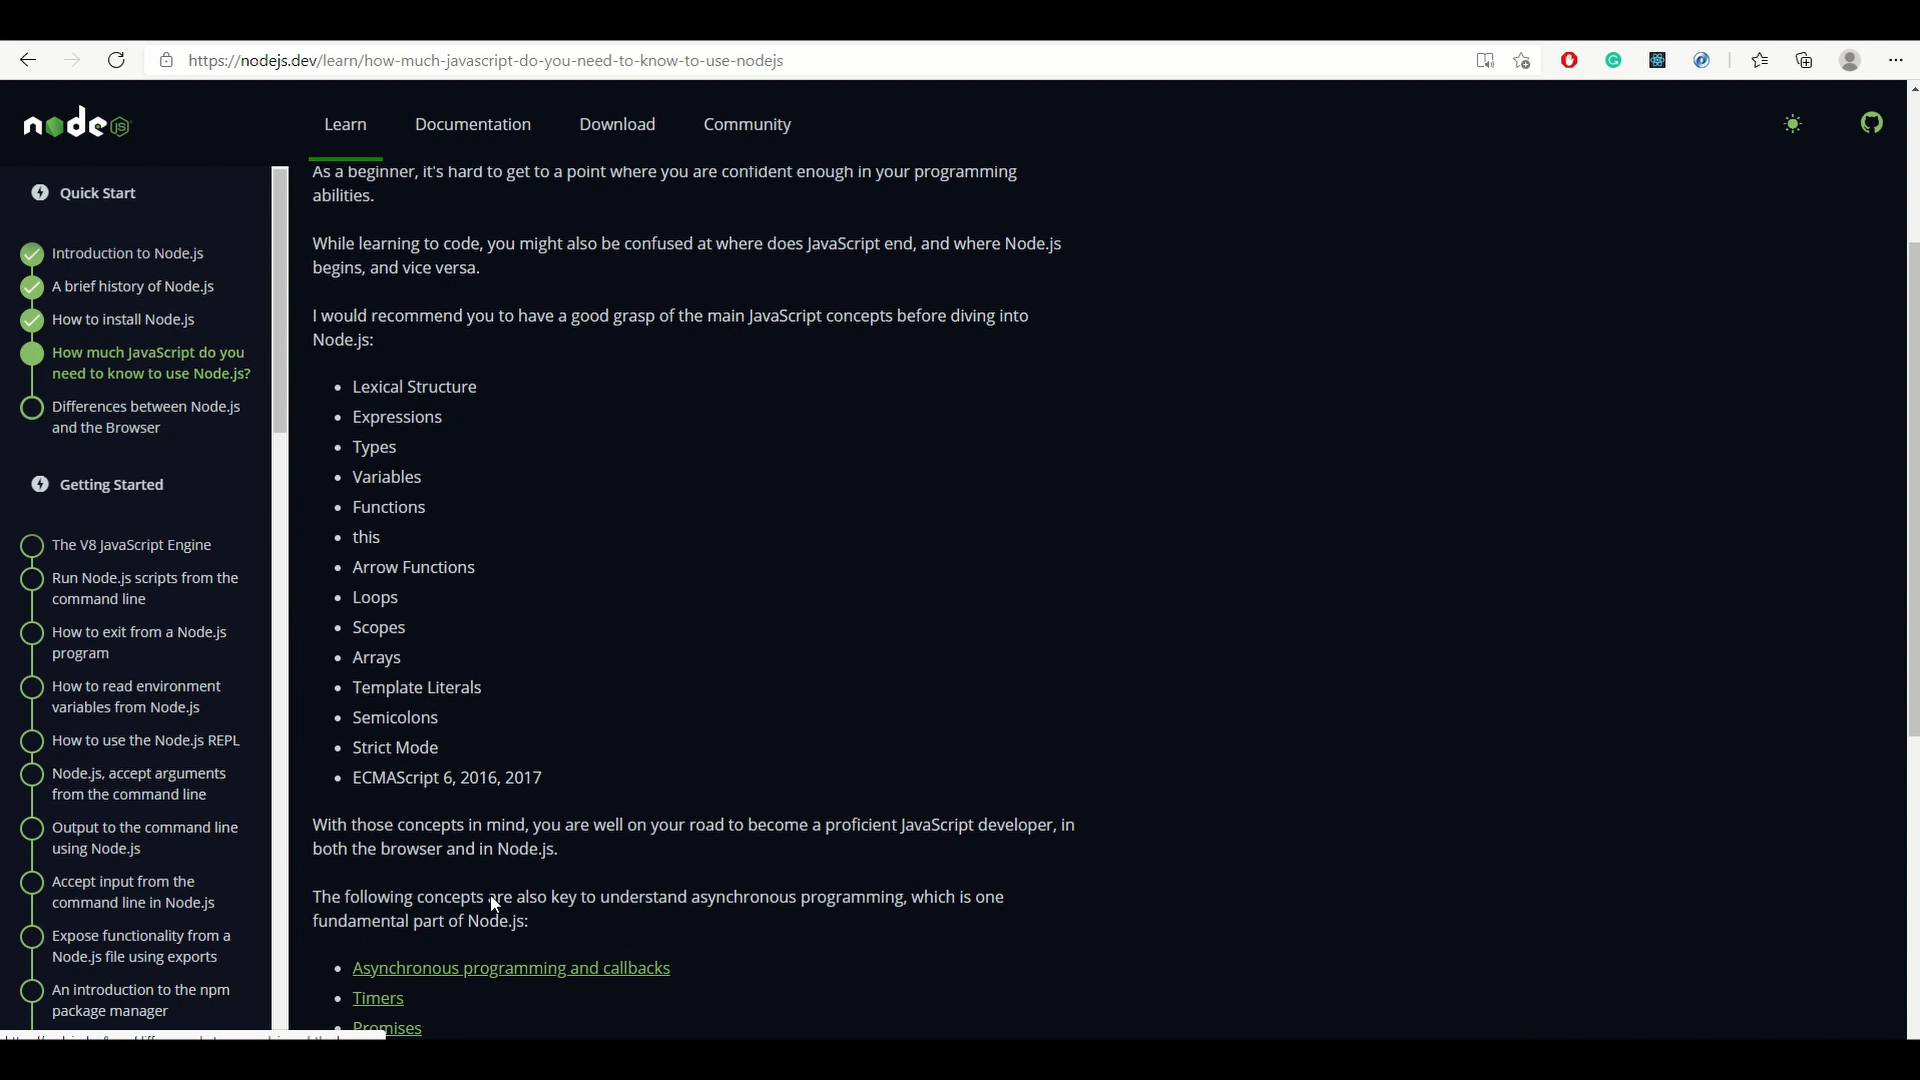 https://nodejs.dev/learn/how-much-javascript-do-you-need-to-know-to-use-nodejs
node JS
Learn
Documentation
Download
Community
Quick Start
Introduction to Node.js
A brief history of Node.js
How to install Node.js
How much JavaScript do you
need to know to use Node.js?
Differences between Node.js
and the Browser
Getting Started
The V8 JavaScript Engine
Run Node.js scripts from the
command line
How to exit from a Node.js
program
How to read environment
variables from Node.js
How to use the Node.js REPL
Node.js, accept arguments
from the command line
Output to the command line
using Node.js
Accept input from the
command line in Node.js
Expose functionality from a
Node.js file using exports
An introduction to the npm
package manager
As a beginner, it's hard to get to a point where you are confident enough in your programming
abilities.
While learning to code, you might also be confused at where does JavaScript end, and where Node.js
begins, and vice versa.
I would recommend you to have a good grasp of the main JavaScript concepts before diving into
Node.js:
• Lexical Structure
• Expressions
• Types
• Variables
• Functions
• this
• Arrow Functions
• Loops
• Scopes
• Arrays
• Template Literals
• Semicolons
• Strict Mode
• ECMAScript 6, 2016, 2017
With those concepts in mind, you are well on your road to become a proficient JavaScript developer, in
both the browser and in Node.js.
The following concepts are also key to understand asynchronous programming, which is one
fundamental part of Node.js:
• Asynchronous programming and callbacks
• Timers
• Promises